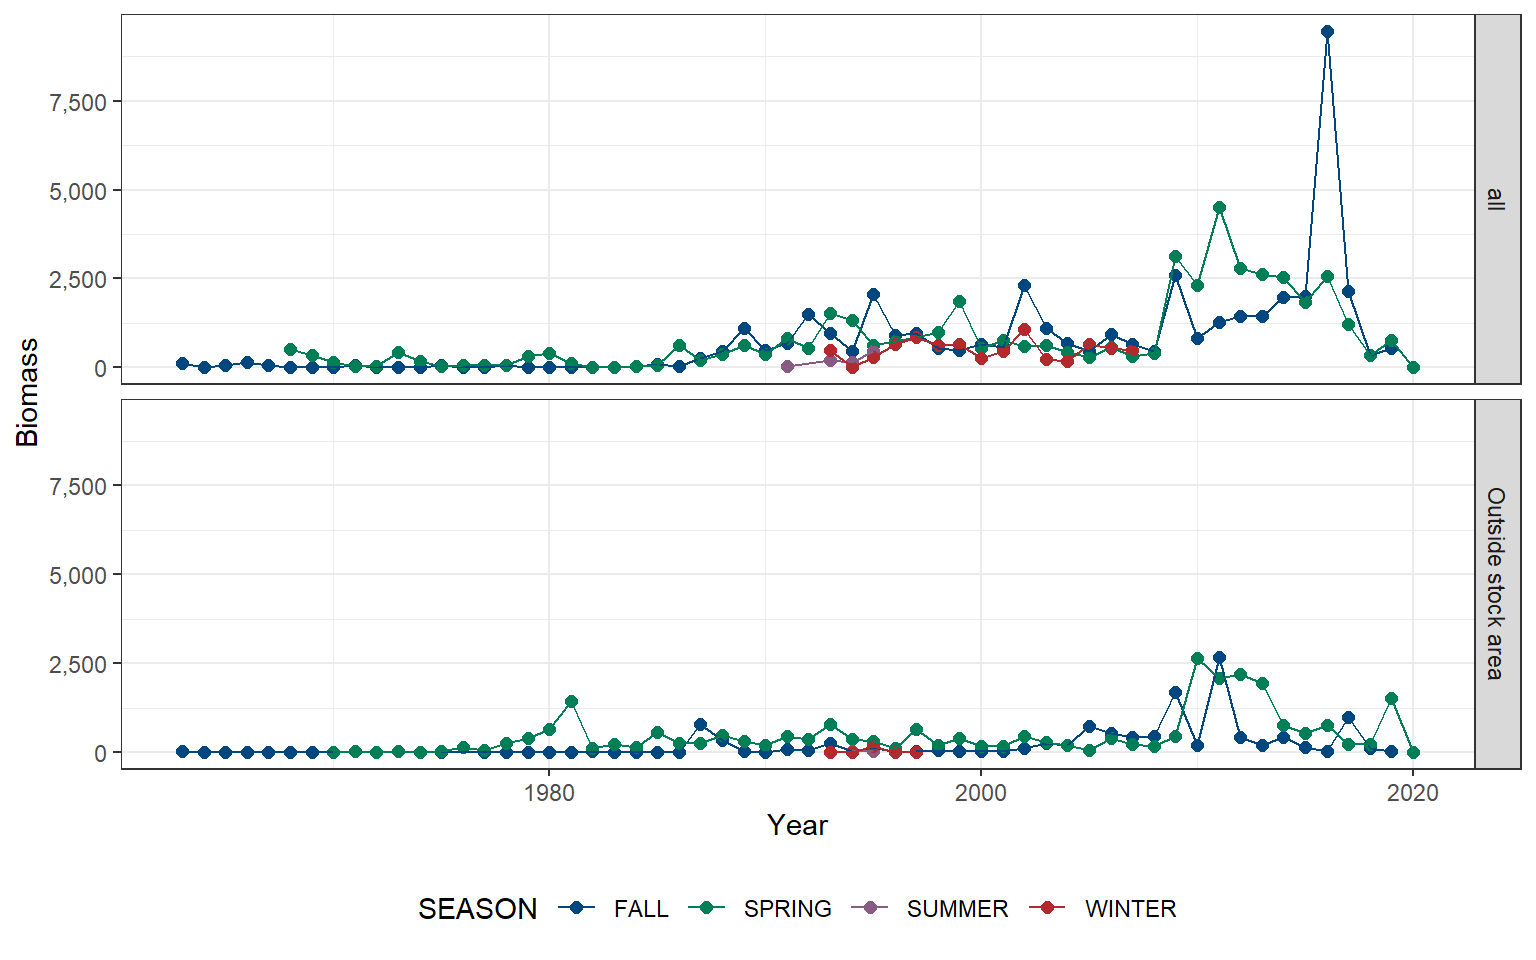 7,500
5,000
2,500
0
all
7,500
5,000
2,500
0
Outside stock area
Biomass
1980 2000 2020
Year
SEASON FALL SPRING SUMMER WINTER